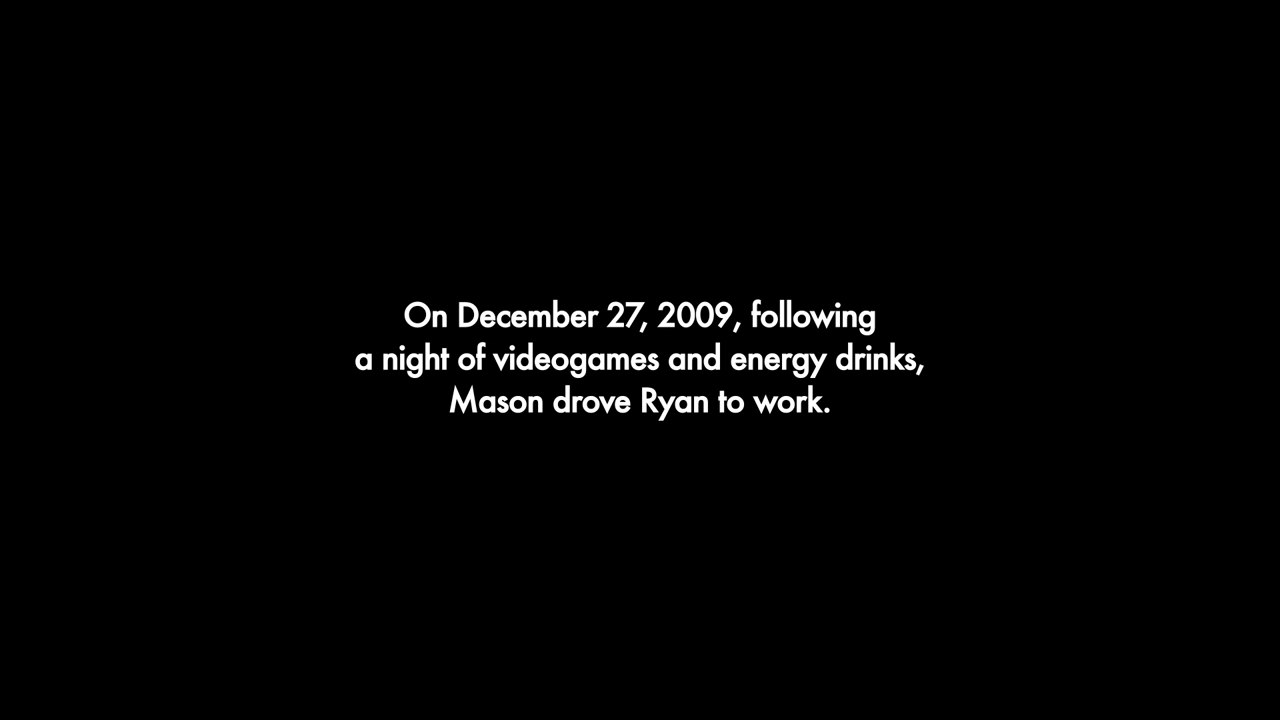 On December 27, 2009, following
a night of videogames and energy drinks,
Mason drove Ryan to work.